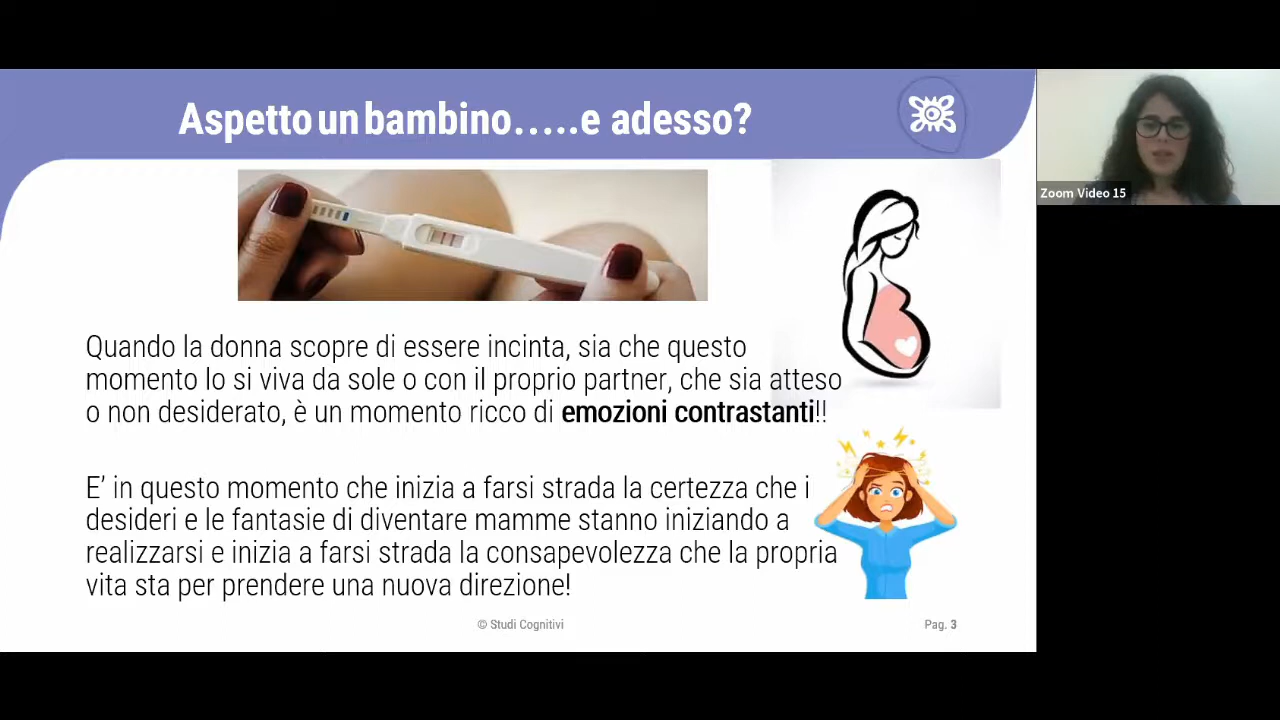 Aspetto un bambino.....e adesso?
Zoom Video 15
Quando la donna scopre di essere incinta, sia che questo
momento lo si viva da sole o con il proprio partner, che sia atteso
o non desiderato, è un momento ricco di emozioni contrastanti!!
E’ in questo momento che inizia a farsi strada la certezza che i
desideri e le fantasie di diventare mamme stanno iniziando a
realizzarsi e inizia a farsi strada la consapevolezza che la propria
vita sta per prendere una nuova direzione!
© Studi Cognitivi
Pag. 3